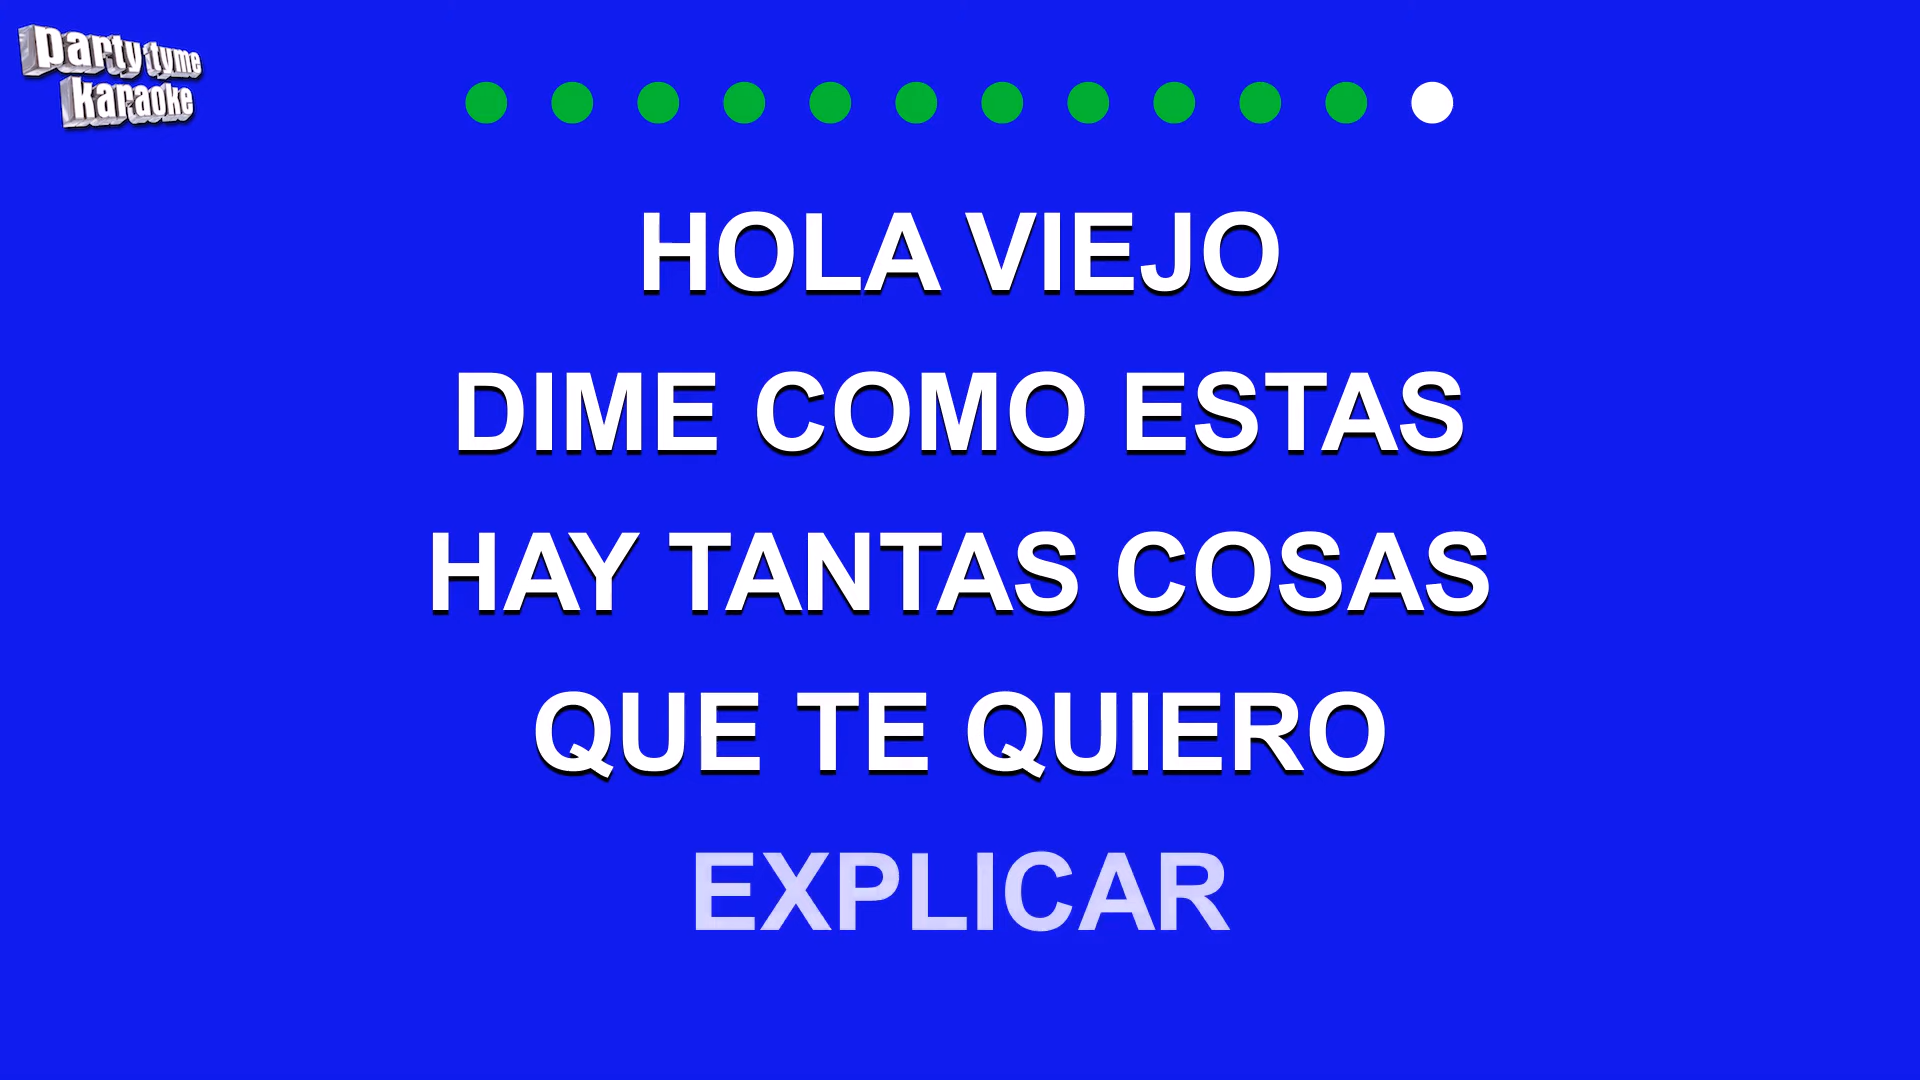 party tyme
karaoke
HOLA VIEJO
DIME COMO ESTAS
HAY TANTAS COSAS
QUE TE QUIERO
EXPLICAR